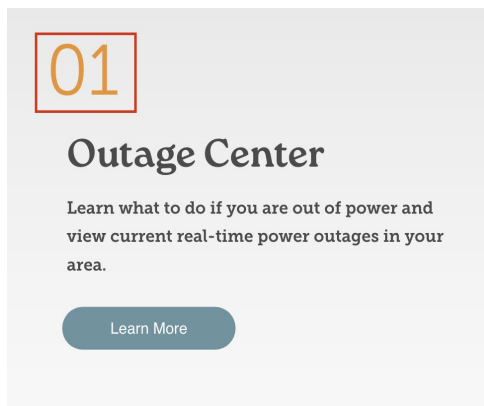 01
Outage Center
Learn what to do if you are out of power and
view current real-time power outages in your
area.
Learn More